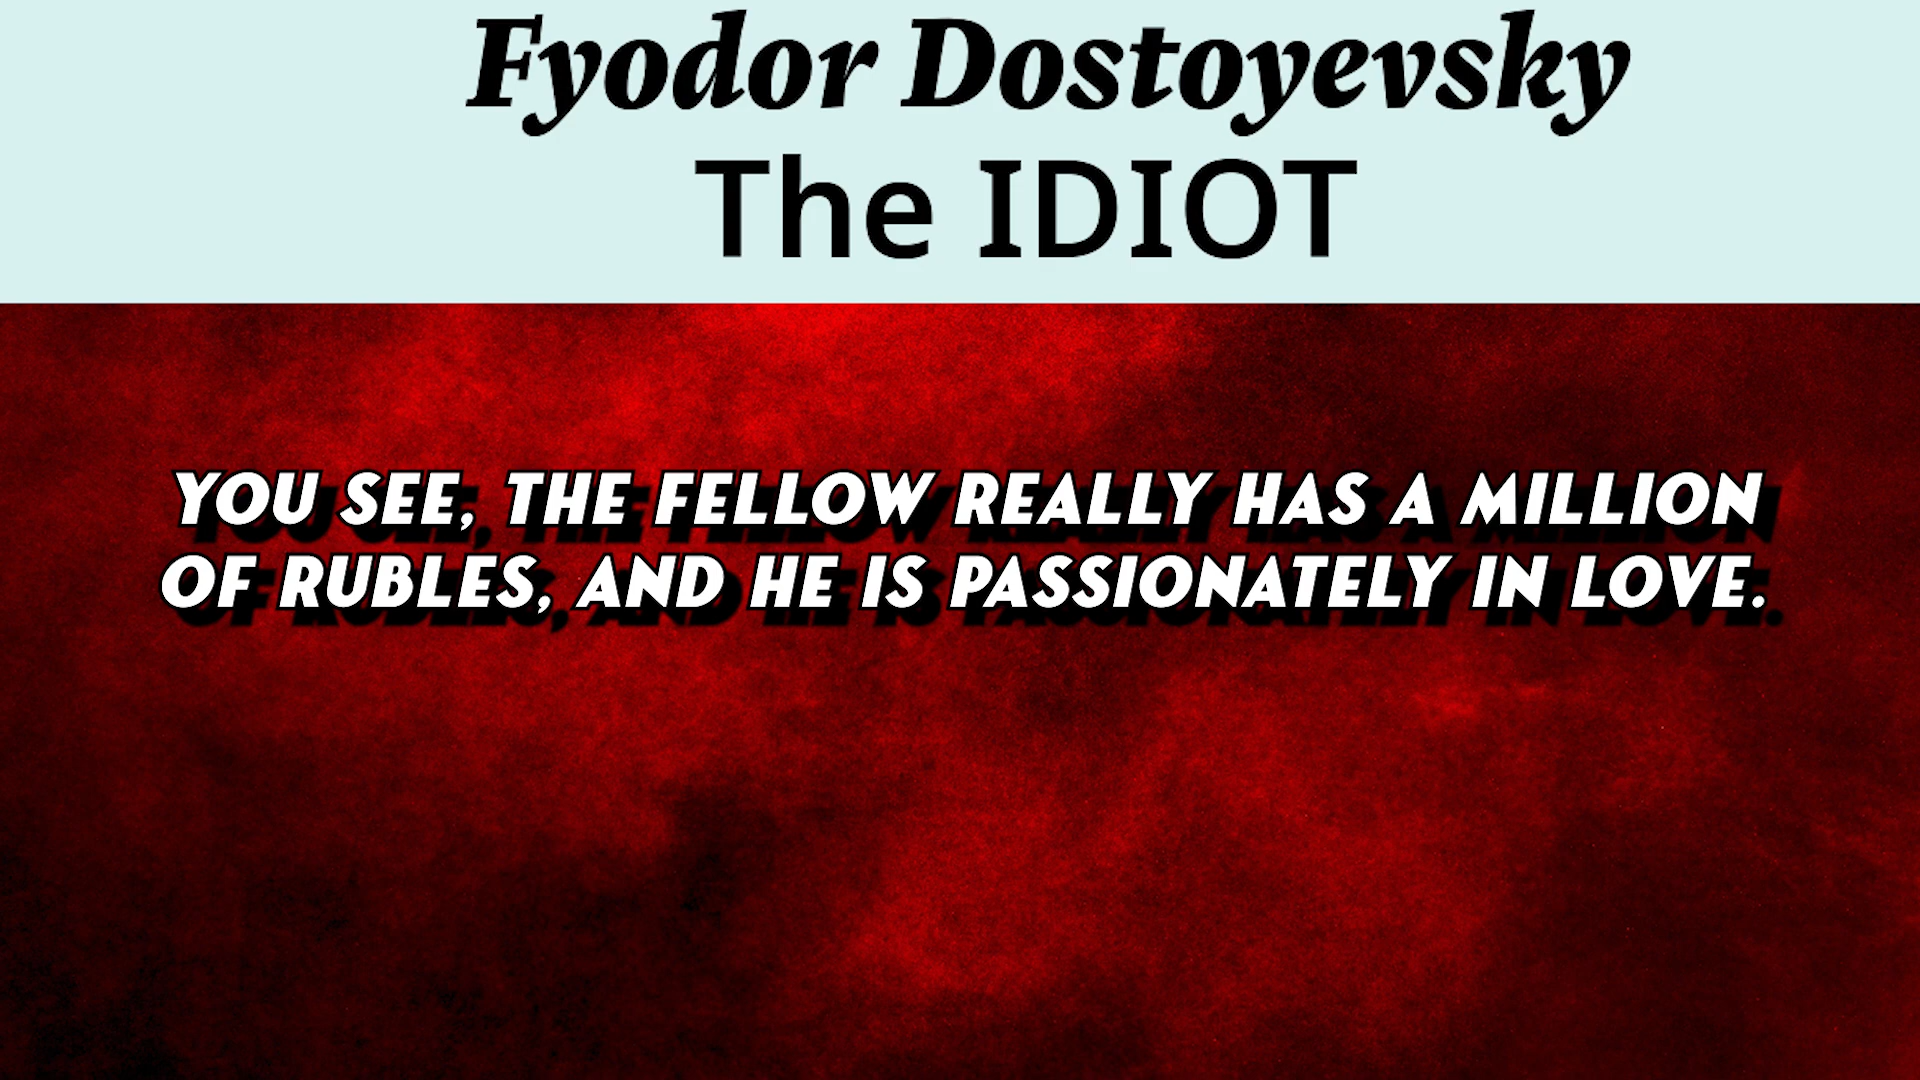 Fyodor Dostoyevsky
The IDIOT
YOU SEE, THE FELLOW REALLY HAS A MILLION
OF RUBLES, AND HE IS PASSIONATELY IN LOVE.